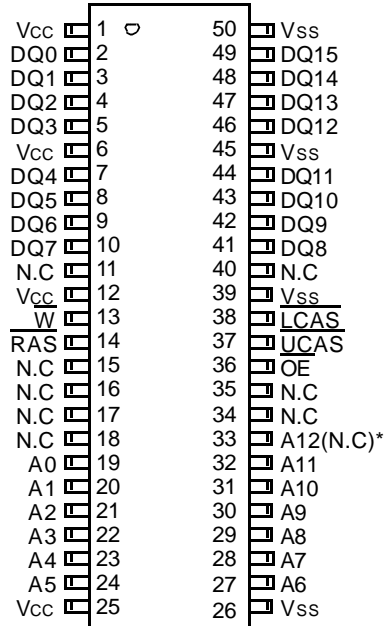 Vcc 1 50 Vss
DQ0 2 49 DQ15
DQ1 3 48 DQ14
DQ2 4 47 DQ13
DQ3 5 46 DQ12
Vcc 6 45 Vss
DQ4 7 44 DQ11
DQ5 8 43 DQ10
DQ6 9 42 DQ9
DQ7 10 41 DQ8
N.C 11 40 N.C
Vcc 12 39 Vss
W 13 38 LCAS
RAS 14 37 UCAS
N.C 15 36 OE
N.C 16 35 N.C
N.C 17 34 N.C
N.C 18 33 A12(N.C)*
A0 19 32 A11
A1 20 31 A10
A2 21 30 A9
A3 22 29 A8
A4 23 28 A7
A5 24 27 A6
Vcc 25 26 Vss